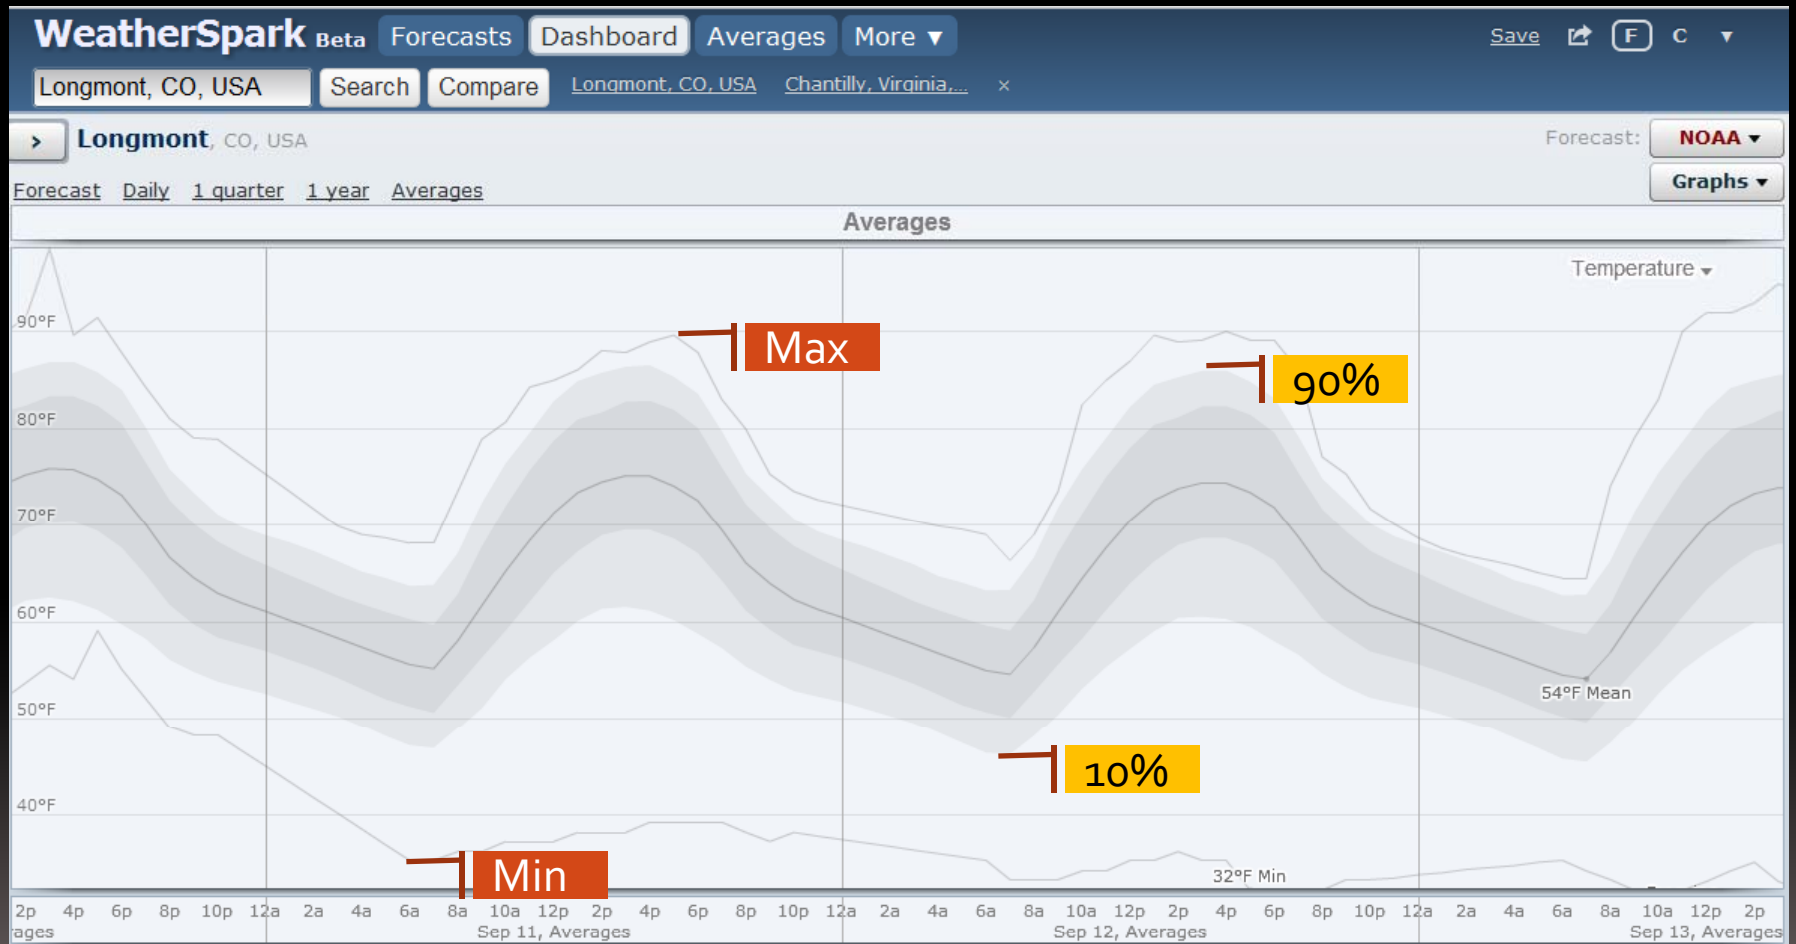 WeatherSpark Beta Forecasts Dashboard Averages More ▼ Save F C ▼
Longmont, CO, USA Search Compare Longmont, CO, USA Chantilly, Virginia,... ×
› Longmont, CO, USA Forecast: NOAA ▾
Forecast Daily 1 quarter 1 year Averages Graphs ▾
Averages
Temperature ▾
90°F
Max
90%
80°F
70°F
60°F
54°F Mean
50°F
10%
40°F
Min
32°F Min
2p 4p 6p 8p 10p 12a 2a 4a 6a 8a 10a 12p 2p 4p 6p 8p 10p 12a 2a 4a 6a 8a 10a 12p 2p 4p 6p 8p 10p 12a 2a 4a 6a 8a 10a 12p 2p
ages Sep 11, Averages Sep 12, Averages Sep 13, Averages